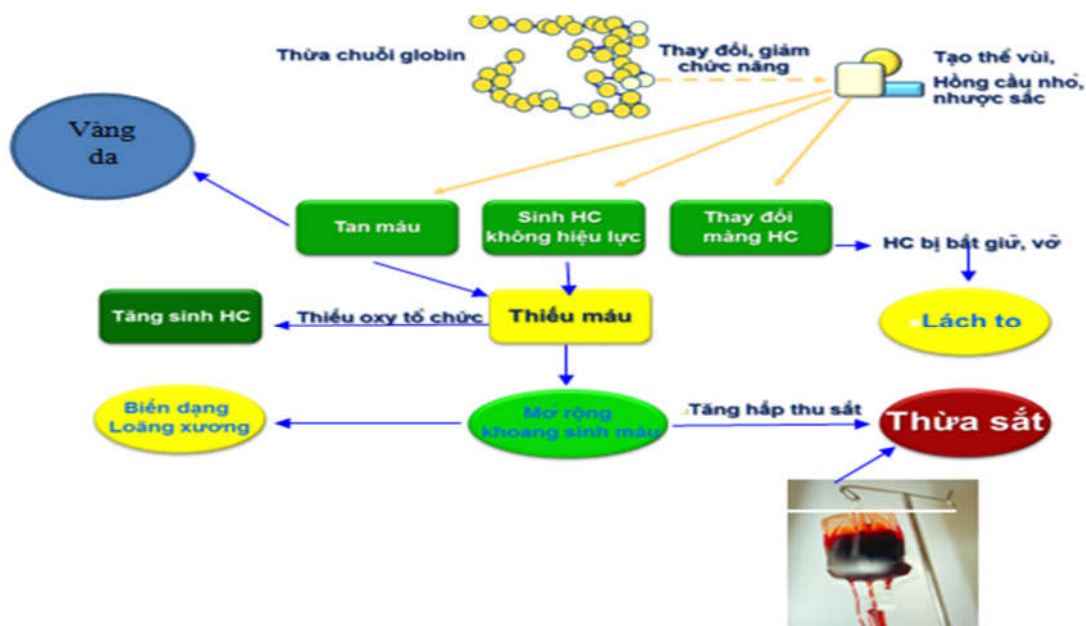 Thừa chuỗi globin
Thay đổi, giảm
chức năng
Tạo thể vùi,
Hồng cầu nhỏ,
nhược sắc
Vàng
da
Tan máu
Sinh HC
không hiệu lực
Thay đổi
màng HC
HC bị bắt giữ, vỡ
Tăng sinh HC
Thiếu oxy tổ chức
Thiếu máu
Lách to
Biến dạng
Loãng xương
Mở rộng
khoang sinh máu
Tăng hấp thu sắt
Thừa sắt